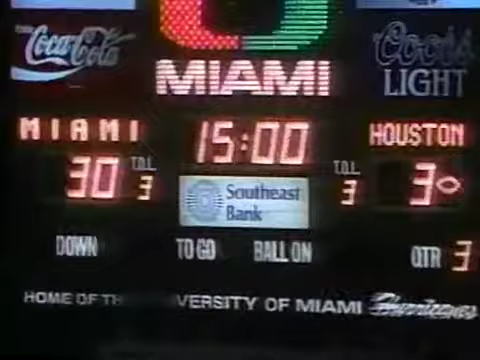 Coca-Cola
Coors
LIGHT
MIAMI
MIAMI
15:00
HOUSTON
30
T.O.L
3
Southeast
Bank
T.O.L
3
3
DOWN
TO GO
BALL ON
QTR 3
HOME OF VERSITY OF MIAMI Hurricanes